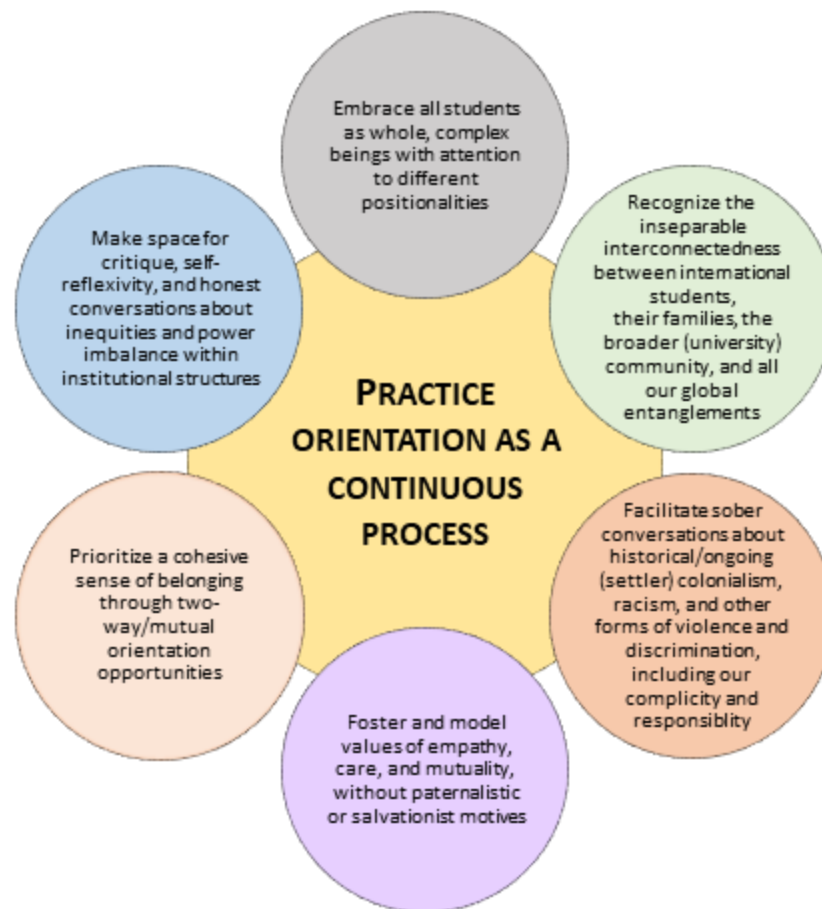 Embrace all students
as whole, complex
beings with attention
to different
positionalities
Recognize the
inseparable
interconnectedness
between international
students,
their families, the
broader (university)
community, and all
our global
entanglements
Facilitate sober
conversations about
historical/ongoing
(settler) colonialism,
racism, and other
forms of violence and
discrimination,
including our
complicity and
responsiblity
Foster and model
values of empathy,
care, and mutuality,
without paternalistic
or salvationist motives
Prioritize a cohesive
sense of belonging
through two-
way/mutual
orientation
opportunities
Make space for
critique, self-
reflexivity, and honest
conversations about
inequities and power
imbalance within
institutional structures
PRACTICE
ORIENTATION AS A
CONTINUOUS
PROCESS